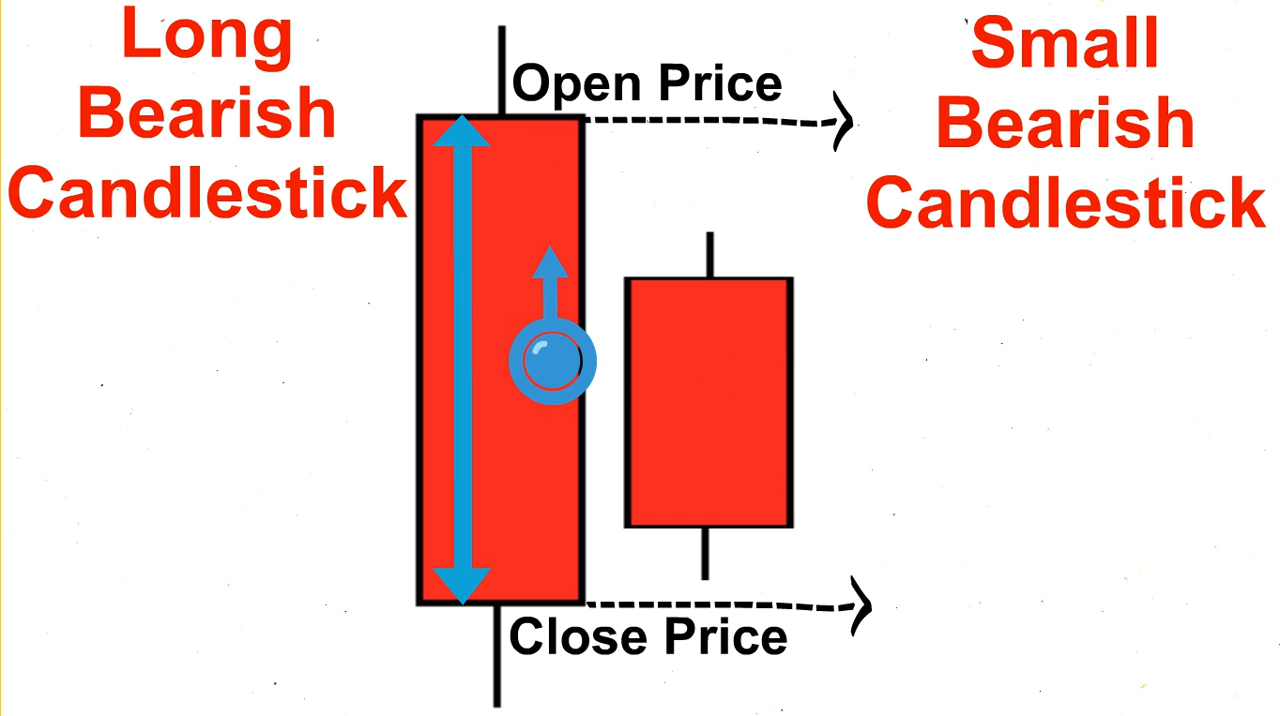 Long
Bearish
Candlestick
Open Price
Small
Bearish
Candlestick
Close Price